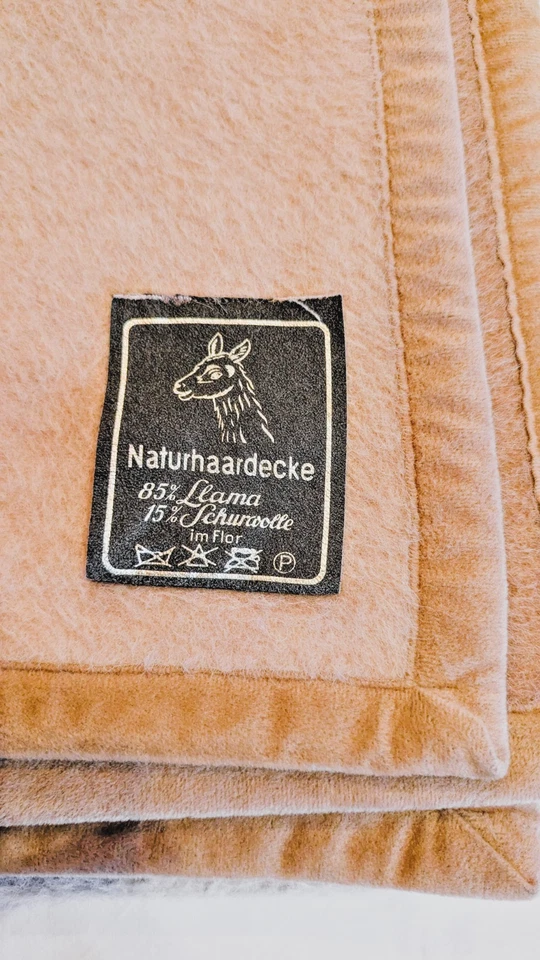 Naturhaardecke
85% Llama
15% Schurwolle
im Flor
P